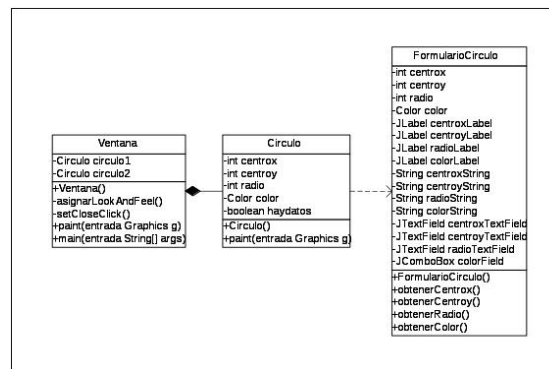 Ventana
-Circulo circulo1
-Circulo circulo2
+Ventana()
-asignarLookAndFeel()
-setCloseClick()
+paint(entrada Graphics g)
+main(entrada String[] args)
Circulo
-int centrox
-int centroy
-int radio
-Color color
-boolean haydatos
+Circulo()
+paint(entrada Graphics g)
FormularioCirculo
-int centrox
-int centroy
-int radio
-Color color
-JLabel centroxLabel
-JLabel centroyLabel
-JLabel radioLabel
-JLabel colorLabel
-String centroxString
-String centroyString
-String radioString
-String colorString
-JTextField centroxTextField
-JTextField centroyTextField
-JTextField radioTextField
-JComboBox colorField
+FormularioCirculo()
+obtenerCentrox()
+obtenerCentroy()
+obtenerRadio()
+obtenerColor()